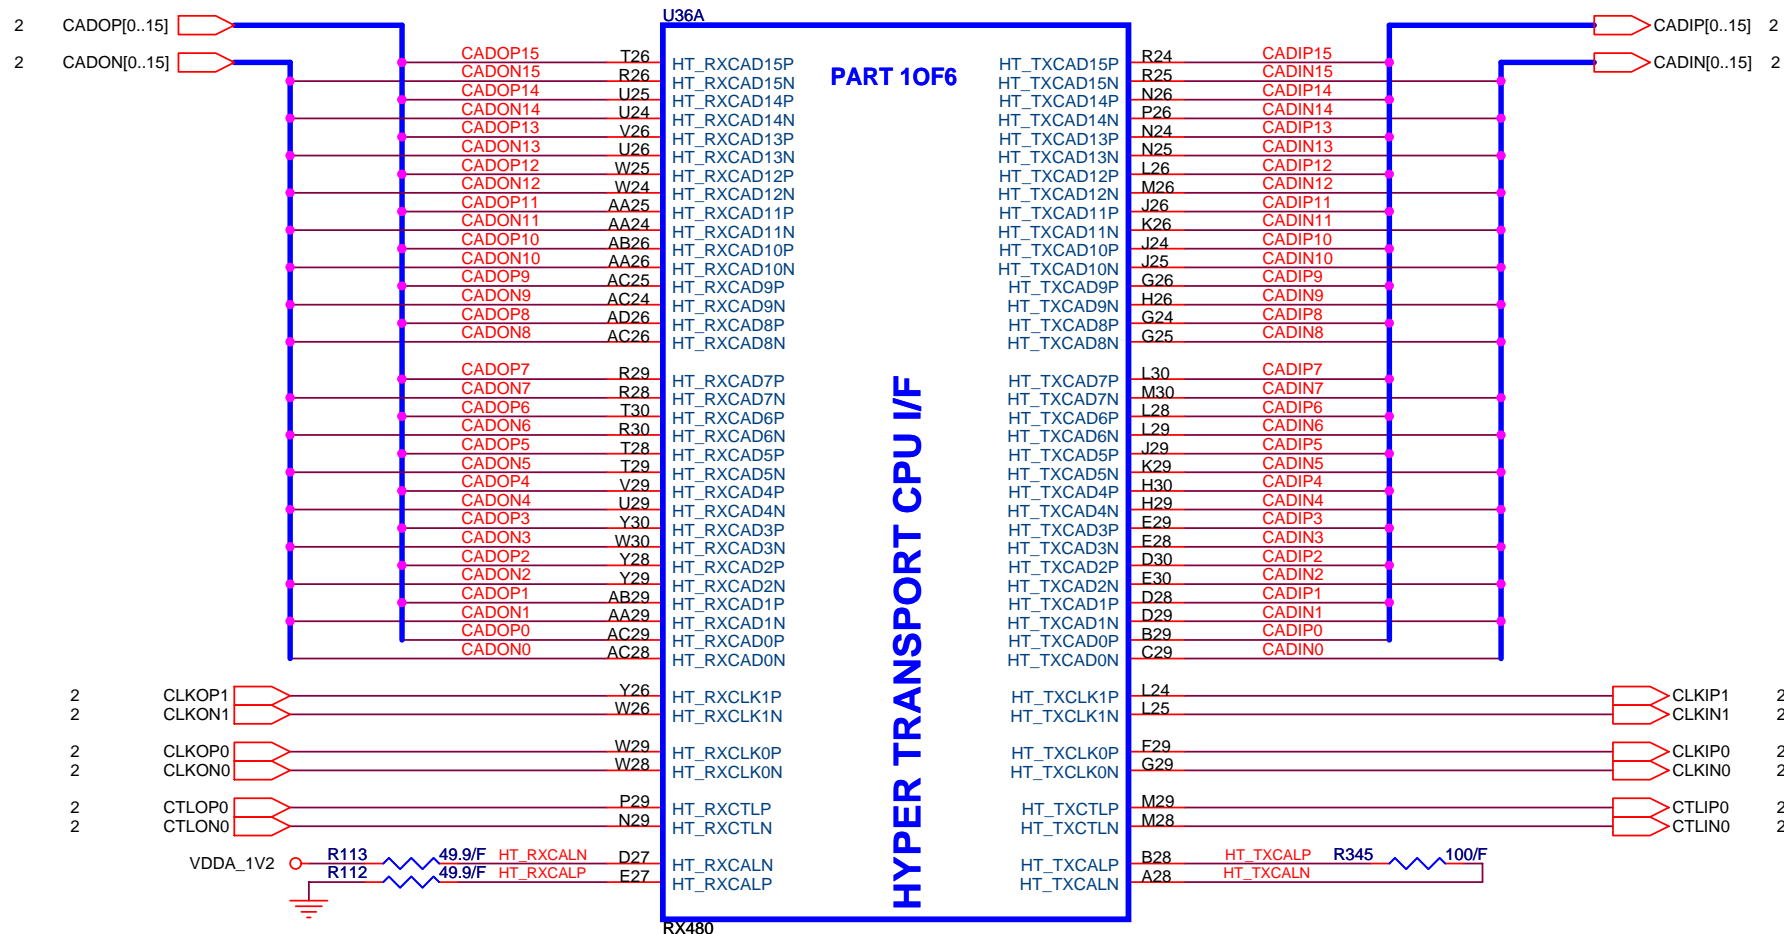 U36A
2 CADOP[0..15] CADIP[0..15] 2
2 CADON[0..15] CADIN[0..15] 2
PART 1OF6
CADOP15 T26 HT_RXCAD15P HT_TXCAD15P R24 CADIP15
CADON15 R26 HT_RXCAD15N HT_TXCAD15N R25 CADIN15
CADOP14 U25 HT_RXCAD14P HT_TXCAD14P N26 CADIP14
CADON14 U24 HT_RXCAD14N HT_TXCAD14N P26 CADIN14
CADOP13 V26 HT_RXCAD13P HT_TXCAD13P N24 CADIP13
CADON13 U26 HT_RXCAD13N HT_TXCAD13N N25 CADIN13
CADOP12 W25 HT_RXCAD12P HT_TXCAD12P L26 CADIP12
CADON12 W24 HT_RXCAD12N HT_TXCAD12N M26 CADIN12
CADOP11 AA25 HT_RXCAD11P HT_TXCAD11P J26 CADIP11
CADON11 AA24 HT_RXCAD11N HT_TXCAD11N K26 CADIN11
CADOP10 AB26 HT_RXCAD10P HT_TXCAD10P J24 CADIP10
CADON10 AA26 HT_RXCAD10N HT_TXCAD10N J25 CADIN10
CADOP9 AC25 HT_RXCAD9P HT_TXCAD9P G26 CADIP9
CADON9 AC24 HT_RXCAD9N HT_TXCAD9N H26 CADIN9
CADOP8 AD26 HT_RXCAD8P HT_TXCAD8P G24 CADIP8
CADON8 AC26 HT_RXCAD8N HT_TXCAD8N G25 CADIN8
CADOP7 R29 HT_RXCAD7P HT_TXCAD7P L30 CADIP7
CADON7 R28 HT_RXCAD7N HT_TXCAD7N M30 CADIN7
CADOP6 T30 HT_RXCAD6P HT_TXCAD6P L28 CADIP6
CADON6 R30 HT_RXCAD6N HT_TXCAD6N L29 CADIN6
CADOP5 T28 HT_RXCAD5P HT_TXCAD5P J29 CADIP5
CADON5 T29 HT_RXCAD5N HT_TXCAD5N K29 CADIN5
CADOP4 V29 HT_RXCAD4P HT_TXCAD4P H30 CADIP4
CADON4 U29 HT_RXCAD4N HT_TXCAD4N H29 CADIN4
CADOP3 Y30 HT_RXCAD3P HT_TXCAD3P E29 CADIP3
CADON3 W30 HT_RXCAD3N HT_TXCAD3N E28 CADIN3
CADOP2 Y28 HT_RXCAD2P HT_TXCAD2P D30 CADIP2
CADON2 Y29 HT_RXCAD2N HT_TXCAD2N E30 CADIN2
CADOP1 AB29 HT_RXCAD1P HT_TXCAD1P D28 CADIP1
CADON1 AA29 HT_RXCAD1N HT_TXCAD1N D29 CADIN1
CADOP0 AC29 HT_RXCAD0P HT_TXCAD0P B29 CADIP0
CADON0 AC28 HT_RXCAD0N HT_TXCAD0N C29 CADIN0
HYPER TRANSPORT CPU I/F
2 CLKOP1 Y26 HT_RXCLK1P HT_TXCLK1P L24 CLKIP1 2
2 CLKON1 W26 HT_RXCLK1N HT_TXCLK1N L25 CLKIN1 2
2 CLKOP0 W29 HT_RXCLK0P HT_TXCLK0P F29 CLKIP0 2
2 CLKON0 W28 HT_RXCLK0N HT_TXCLK0N G29 CLKIN0 2
2 CTLOP0 P29 HT_RXCTLP HT_TXCTLP M29 CTLIP0 2
2 CTLON0 N29 HT_RXCTLN HT_TXCTLN M28 CTLIN0 2
VDDA_1V2 R113 49.9/F HT_RXCALN D27 HT_RXCALN HT_TXCALP B28 HT_TXCALP R345 100/F
R112 49.9/F HT_RXCALP E27 HT_RXCALP HT_TXCALN A28 HT_TXCALN
RX480